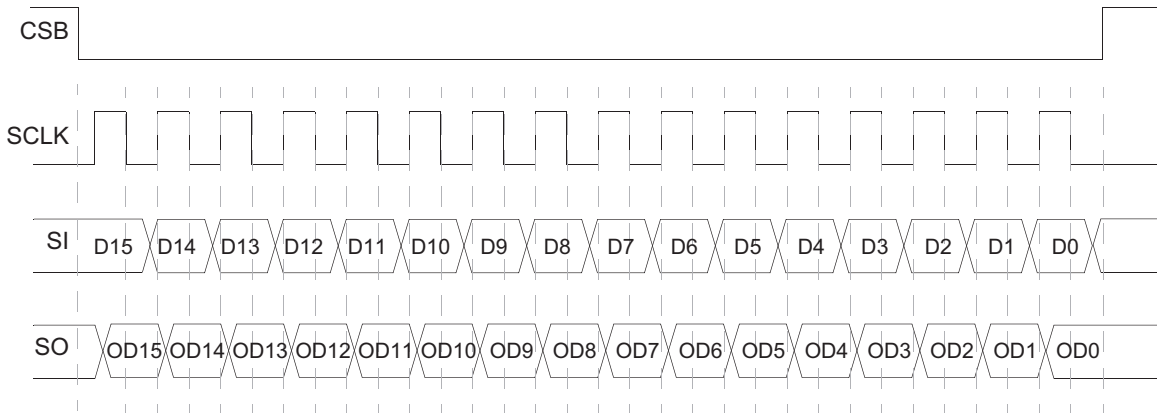 CSB
SCLK
SI D15 D14 D13 D12 D11 D10 D9 D8 D7 D6 D5 D4 D3 D2 D1 D0
SO OD15 OD14 OD13 OD12 OD11 OD10 OD9 OD8 OD7 OD6 OD5 OD4 OD3 OD2 OD1 OD0